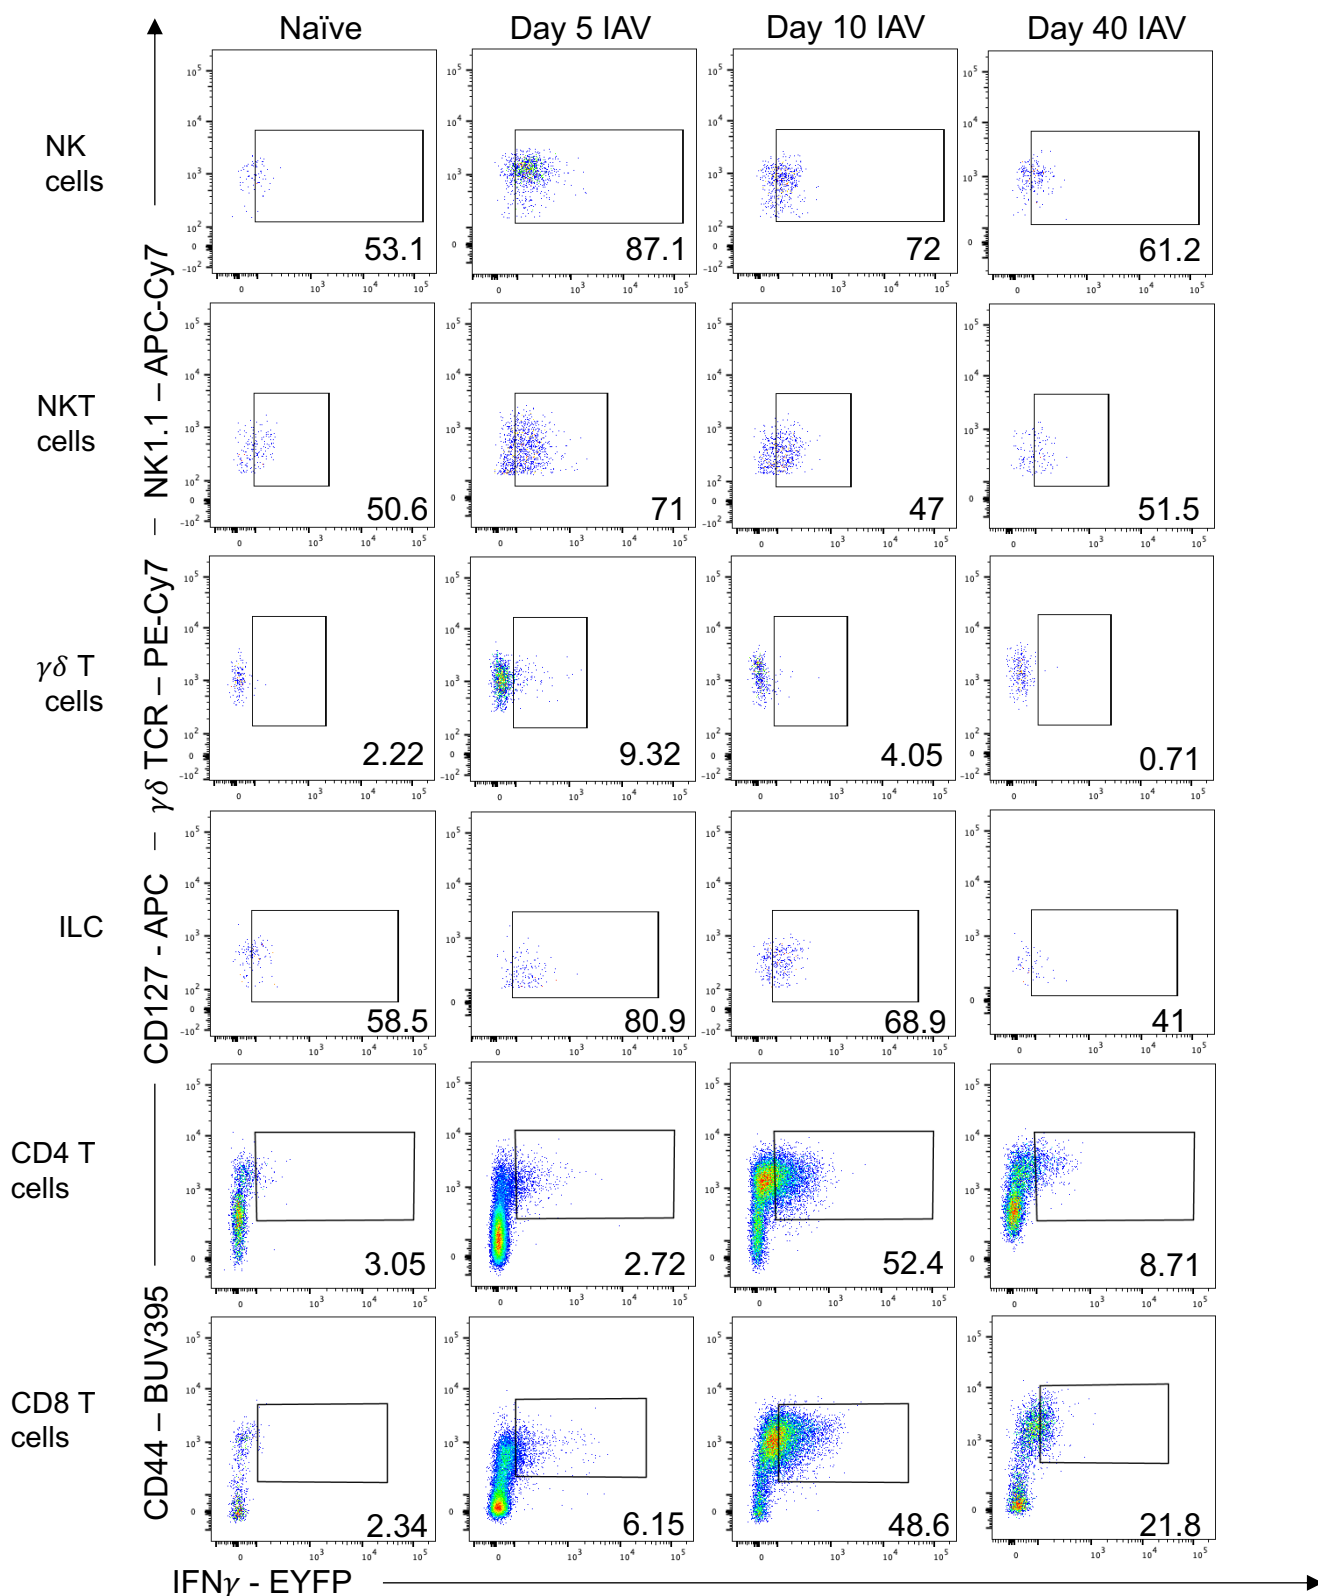 Naïve Day 5 IAV Day 10 IAV Day 40 IAV
NK
cells
53.1 87.1 72 61.2
NKT
cells
50.6 71 47 51.5
γδ T
cells
2.22 9.32 4.05 0.71
ILC
58.5 80.9 68.9 41
CD4 T
cells
3.05 2.72 52.4 8.71
CD8 T
cells
2.34 6.15 48.6 21.8
CD44 – BUV395 CD127 - APC – γδ TCR – PE-Cy7 – NK1.1 – APC-Cy7
IFNγ - EYFP